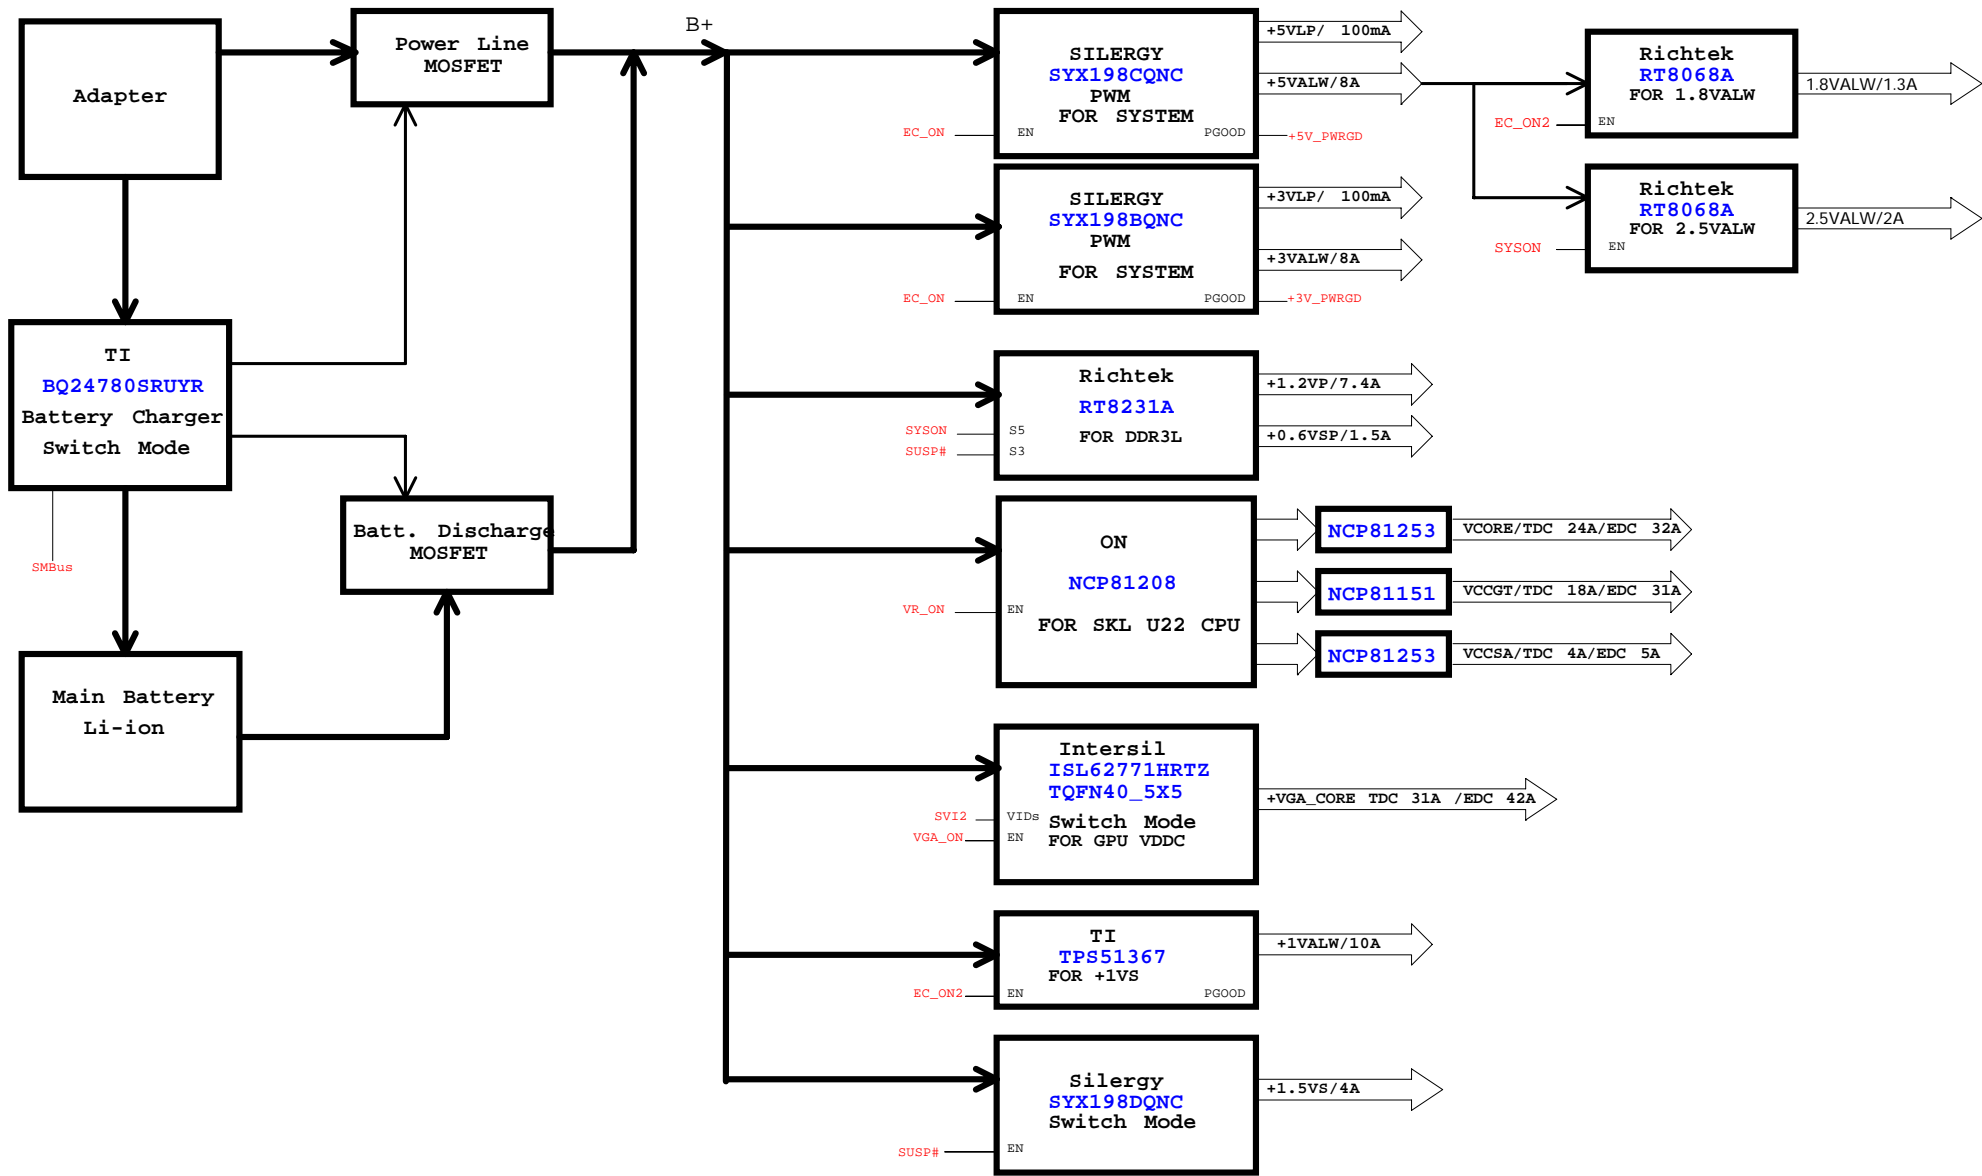 Adapter
Power Line
MOSFET
B+
TI
BQ24780SRUYR
Battery Charger
Switch Mode
SMBus
Batt. Discharge
MOSFET
Main Battery
Li-ion
SILERGY
SYX198CQNC
PWM
FOR SYSTEM
EC_ON
EN
PGOOD
+5VLP/ 100mA
+5VALW/8A
+5V_PWRGD
Richtek
RT8068A
FOR 1.8VALW
EC_ON2
EN
1.8VALW/1.3A
SILERGY
SYX198BQNC
PWM
FOR SYSTEM
EC_ON
EN
PGOOD
+3VLP/ 100mA
+3VALW/8A
+3V_PWRGD
Richtek
RT8068A
FOR 2.5VALW
SYSON
EN
2.5VALW/2A
Richtek
RT8231A
FOR DDR3L
SYSON
S5
SUSP#
S3
+1.2VP/7.4A
+0.6VSP/1.5A
ON
NCP81208
FOR SKL U22 CPU
VR_ON
EN
NCP81253
VCORE/TDC 24A/EDC 32A
NCP81151
VCCGT/TDC 18A/EDC 31A
NCP81253
VCCSA/TDC 4A/EDC 5A
Intersil
ISL62771HRTZ
TQFN40_5X5
Switch Mode
FOR GPU VDDC
SVI2
VIDs
VGA_ON
EN
+VGA_CORE TDC 31A /EDC 42A
TI
TPS51367
FOR +1VS
EC_ON2
EN
PGOOD
+1VALW/10A
Silergy
SYX198DQNC
Switch Mode
SUSP#
EN
+1.5VS/4A